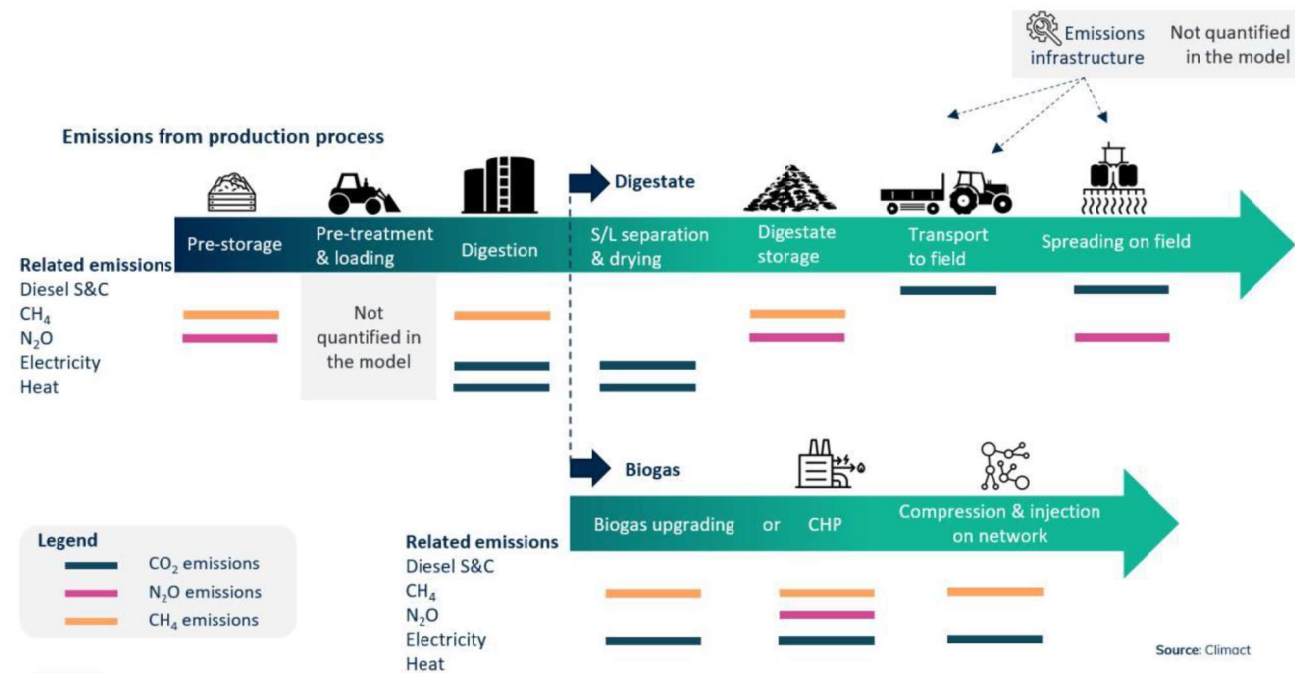 Emissions
infrastructure
Not quantified
in the model
Emissions from production process
Digestate
Pre-storage
Pre-treatment
& loading
Digestion
S/L separation
& drying
Digestate
storage
Transport
to field
Spreading on field
Related emissions
Diesel S&C
CH₄
N₂O
Electricity
Heat
Not
quantified in
the model
Biogas
Biogas upgrading or CHP
Compression & injection
on network
Related emissions
Diesel S&C
CH₄
N₂O
Electricity
Heat
Legend
CO₂ emissions
N₂O emissions
CH₄ emissions
Source: Climact